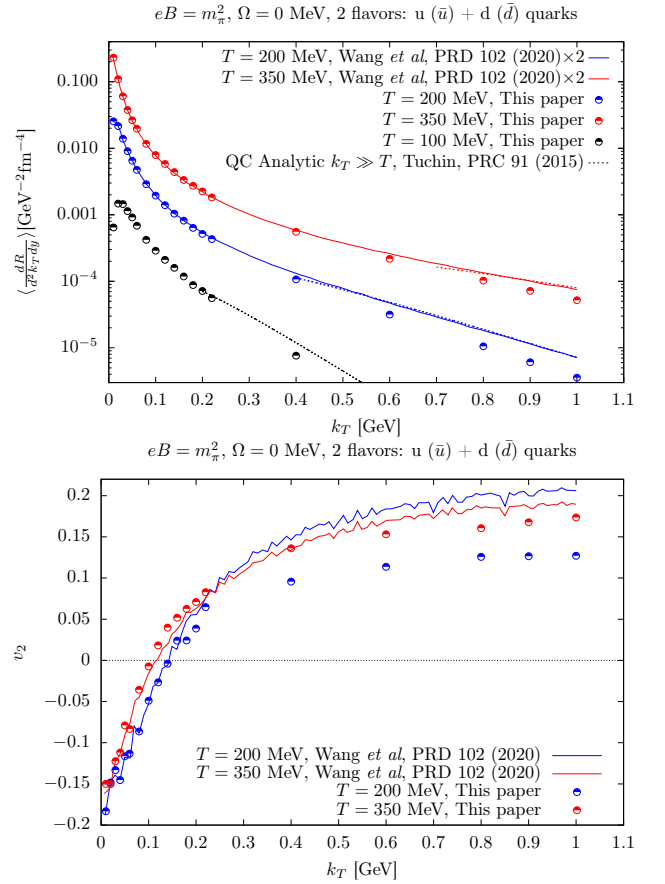 eB = m_π^2, Ω = 0 MeV, 2 flavors: u (ū) + d (d̄) quarks
T = 200 MeV, Wang et al, PRD 102 (2020)×2
T = 350 MeV, Wang et al, PRD 102 (2020)×2
T = 200 MeV, This paper
T = 350 MeV, This paper
T = 100 MeV, This paper
QC Analytic k_T ≫ T, Tuchin, PRC 91 (2015)
⟨dR/d^2k_T dy⟩[GeV^−2fm^−4]
0.100
0.010
0.001
10^−4
10^−5
0 0.1 0.2 0.3 0.4 0.5 0.6 0.7 0.8 0.9 1 1.1
k_T [GeV]
eB = m_π^2, Ω = 0 MeV, 2 flavors: u (ū) + d (d̄) quarks
v_2
0.2
0.15
0.1
0.05
0
−0.05
−0.1
−0.15
−0.2
T = 200 MeV, Wang et al, PRD 102 (2020)
T = 350 MeV, Wang et al, PRD 102 (2020)
T = 200 MeV, This paper
T = 350 MeV, This paper
0 0.1 0.2 0.3 0.4 0.5 0.6 0.7 0.8 0.9 1 1.1
k_T [GeV]